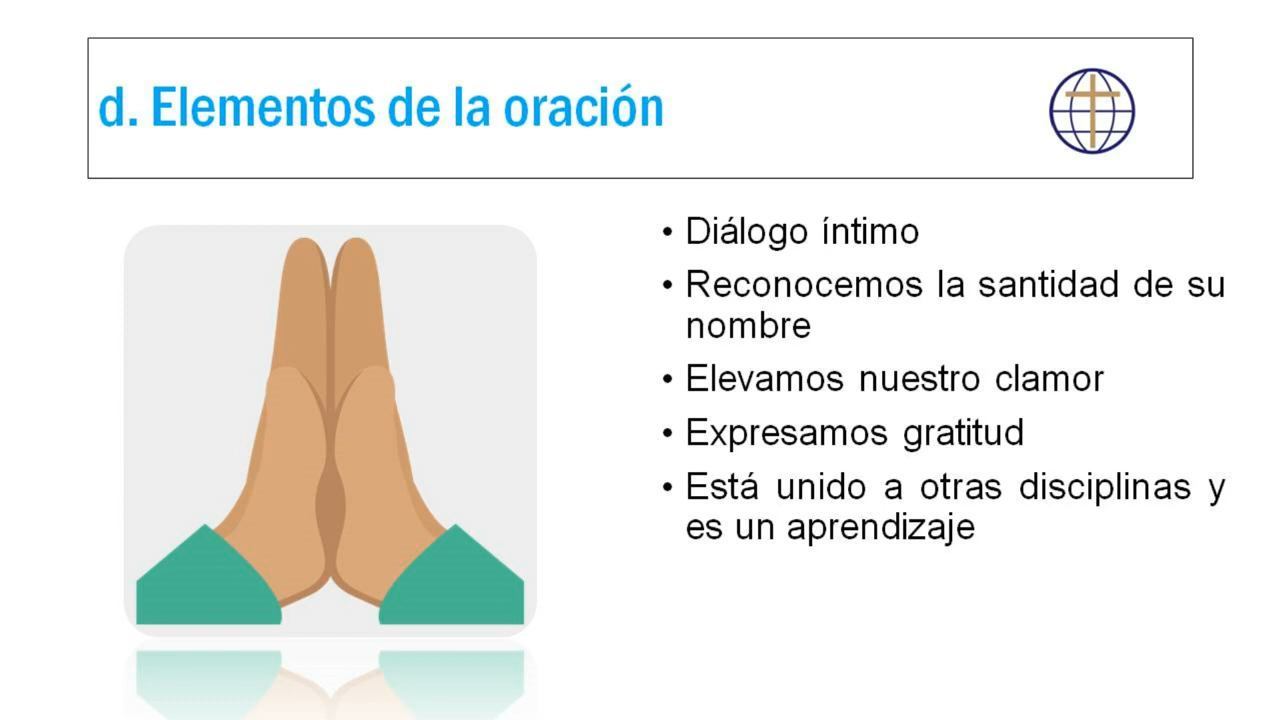 d. Elementos de la oración
• Diálogo íntimo
• Reconocemos la santidad de su
nombre
• Elevamos nuestro clamor
• Expresamos gratitud
• Está unido a otras disciplinas y
es un aprendizaje